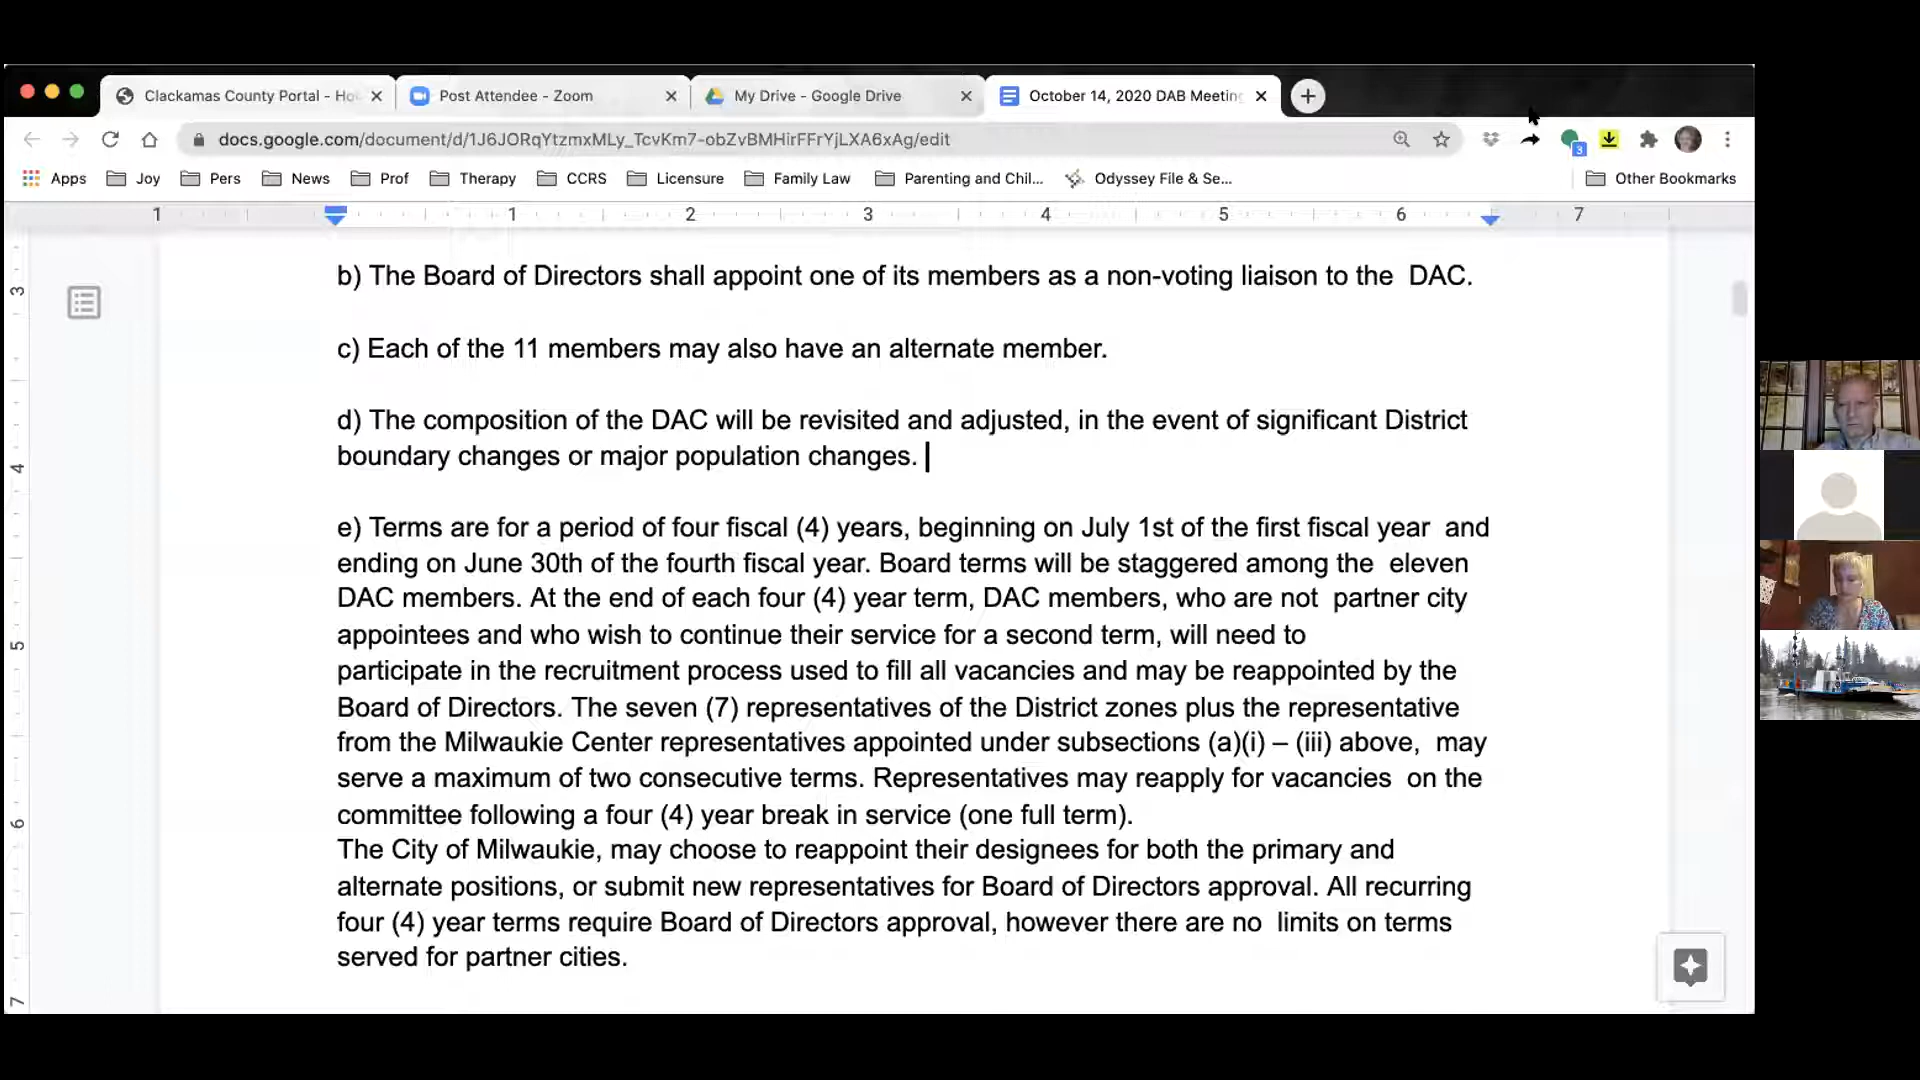 Clackamas County Portal - Ho
Post Attendee - Zoom
My Drive - Google Drive
October 14, 2020 DAB Meeting
docs.google.com/document/d/1J6JORqYtzmxMLy_TcvKm7-obZvBMHirFFrYjLXA6xAg/edit
3
Apps Joy Pers News Prof Therapy CCRS Licensure Family Law Parenting and Chil... Odyssey File & Se... Other Bookmarks
1 1 2 3 4 5 6 7
b) The Board of Directors shall appoint one of its members as a non-voting liaison to the  DAC.
3
c) Each of the 11 members may also have an alternate member.
d) The composition of the DAC will be revisited and adjusted, in the event of significant District
boundary changes or major population changes.
4
e) Terms are for a period of four fiscal (4) years, beginning on July 1st of the first fiscal year  and
ending on June 30th of the fourth fiscal year. Board terms will be staggered among the  eleven
DAC members. At the end of each four (4) year term, DAC members, who are not  partner city
appointees and who wish to continue their service for a second term, will need to
5
participate in the recruitment process used to fill all vacancies and may be reappointed by the
Board of Directors. The seven (7) representatives of the District zones plus the representative
from the Milwaukie Center representatives appointed under subsections (a)(i) – (iii) above,  may
serve a maximum of two consecutive terms. Representatives may reapply for vacancies  on the
committee following a four (4) year break in service (one full term).
6
The City of Milwaukie, may choose to reappoint their designees for both the primary and
alternate positions, or submit new representatives for Board of Directors approval. All recurring
four (4) year terms require Board of Directors approval, however there are no  limits on terms
served for partner cities.
7